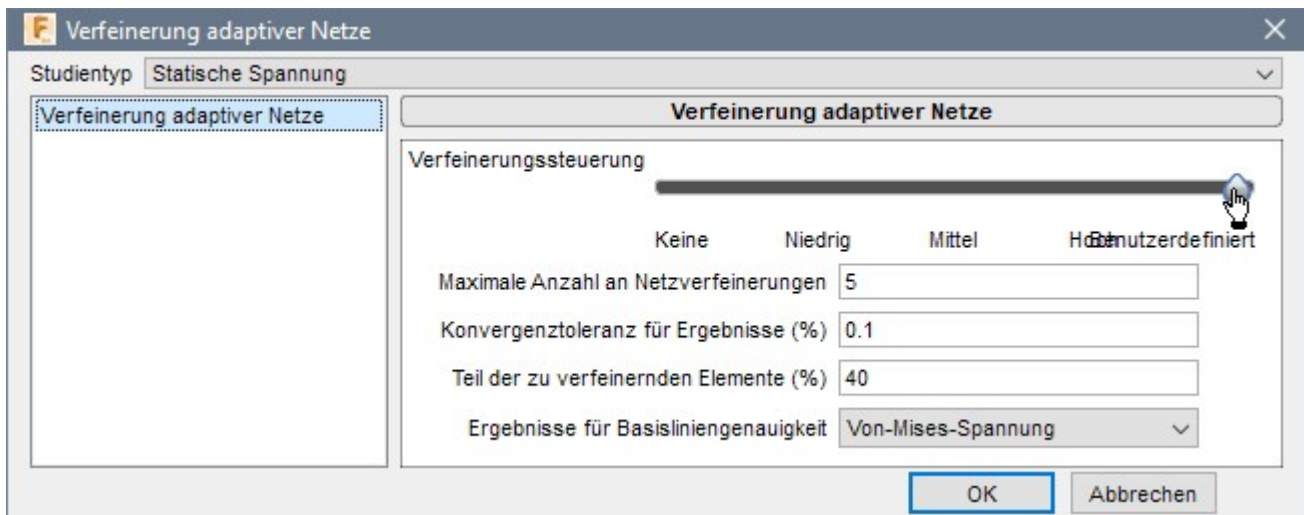 Verfeinerung adaptiver Netze
Studientyp Statische Spannung
Verfeinerung adaptiver Netze
Verfeinerung adaptiver Netze
Verfeinerungssteuerung
Keine Niedrig Mittel Hoch Benutzerdefiniert
Maximale Anzahl an Netzverfeinerungen 5
Konvergenztoleranz für Ergebnisse (%) 0.1
Teil der zu verfeinernden Elemente (%) 40
Ergebnisse für Basisliniengenauigkeit Von-Mises-Spannung
OK Abbrechen